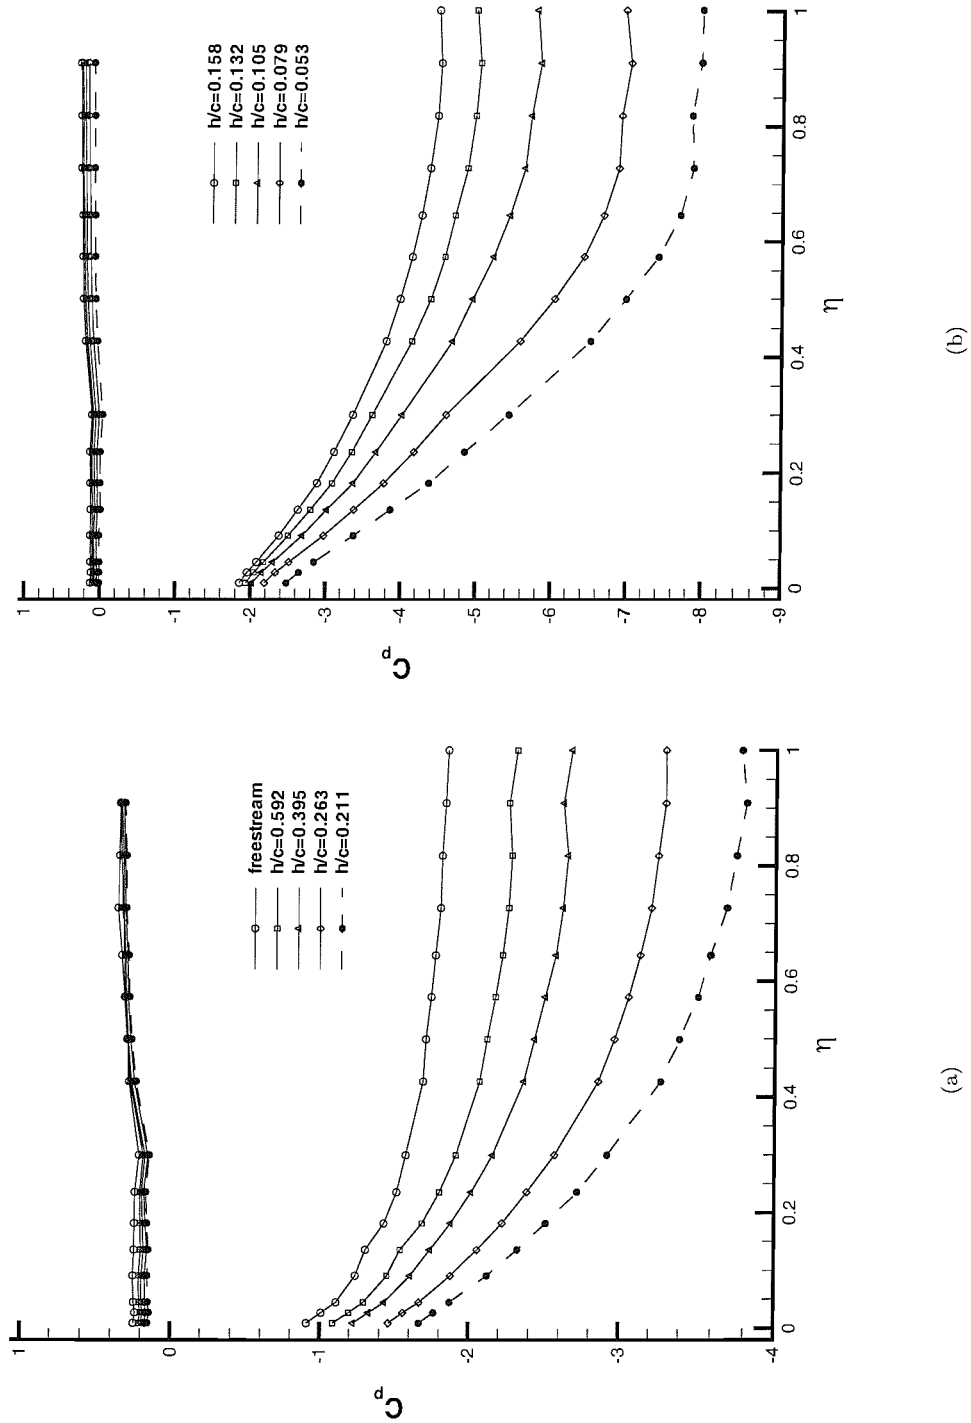 1
0
-1
-2
-3
-4
C p
0
0.2
0.4
0.6
0.8
1
η
freestream
h/c=0.592
h/c=0.395
h/c=0.263
h/c=0.211
(a)
1
0
-1
-2
-3
-4
-5
-6
-7
-8
-9
C p
0
0.2
0.4
0.6
0.8
1
η
h/c=0.158
h/c=0.132
h/c=0.105
h/c=0.079
h/c=0.053
(b)